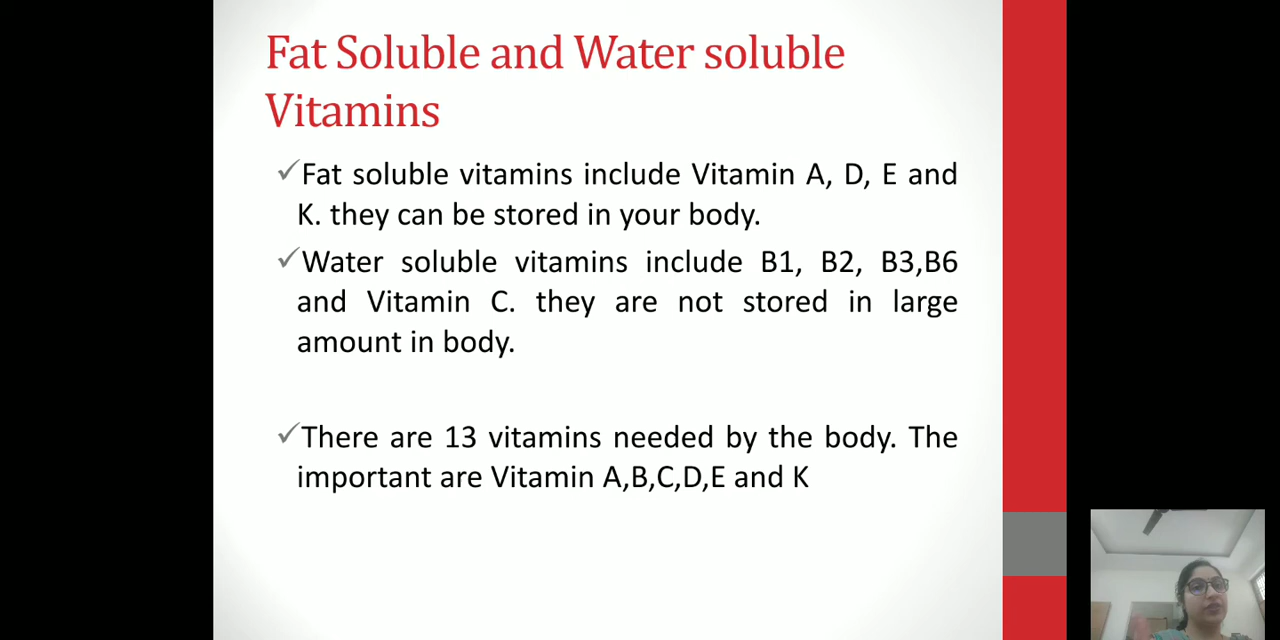 Fat Soluble and Water soluble
Vitamins
✓Fat soluble vitamins include Vitamin A, D, E and
K. they can be stored in your body.
✓Water soluble vitamins include B1, B2, B3,B6
and Vitamin C. they are not stored in large
amount in body.
✓There are 13 vitamins needed by the body. The
important are Vitamin A,B,C,D,E and K